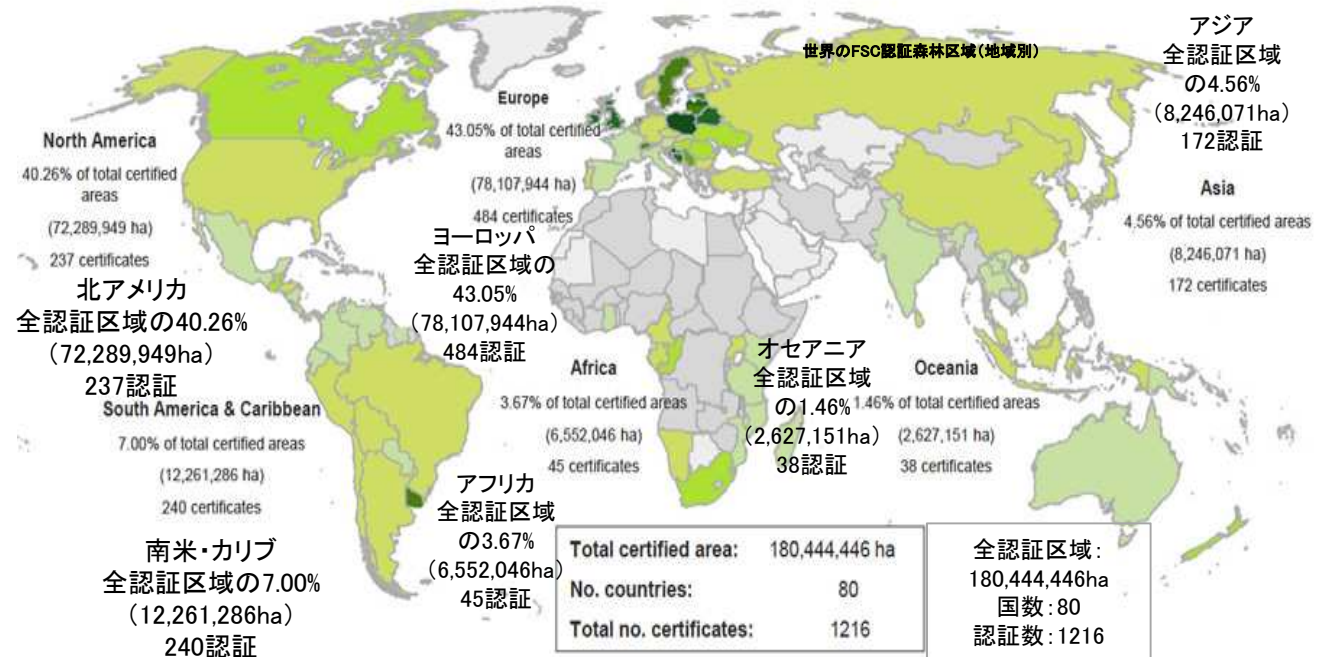 世界のFSC認証森林区域(地域別)
アジア
全認証区域
の4.56%
(8,246,071ha)
172認証
Asia
4.56% of total certified areas
(8,246,071 ha)
172 certificates
Europe
43.05% of total certified
areas
(78,107,944 ha)
484 certificates
ヨーロッパ
全認証区域の
43.05%
(78,107,944ha)
484認証
North America
40.26% of total certified
areas
(72,289,949 ha)
237 certificates
北アメリカ
全認証区域の40.26%
(72,289,949ha)
237認証
South America & Caribbean
7.00% of total certified areas
(12,261,286 ha)
240 certificates
南米・カリブ
全認証区域の7.00%
(12,261,286ha)
240認証
Africa
3.67% of total certified areas
(6,552,046 ha)
45 certificates
アフリカ
全認証区域
の3.67%
(6,552,046ha)
45認証
オセアニア
全認証区域
の1.46%
(2,627,151ha)
38認証
Oceania
1.46% of total certified areas
(2,627,151 ha)
38 certificates
Total certified area: 180,444,446 ha
No. countries: 80
Total no. certificates: 1216
全認証区域:
180,444,446ha
国数:80
認証数:1216